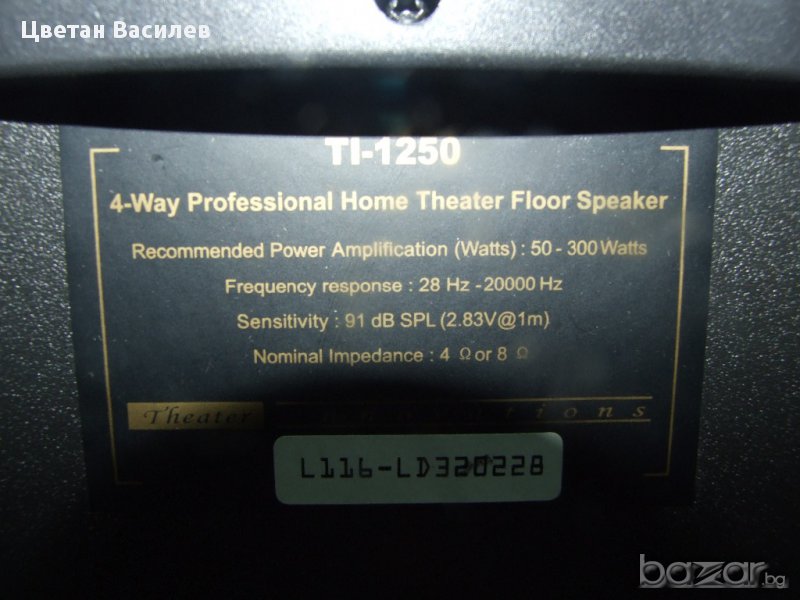 Цветан Василев
TI-1250
4-Way Professional Home Theater Floor Speaker
Recommended Power Amplification (Watts) : 50 - 300 Watts
Frequency response : 28 Hz -20000 Hz
Sensitivity : 91 dB SPL (2.83V@1m)
Nominal Impedance : 4 Ω or 8 Ω
Theater
L116-LD320228
bazar.bg